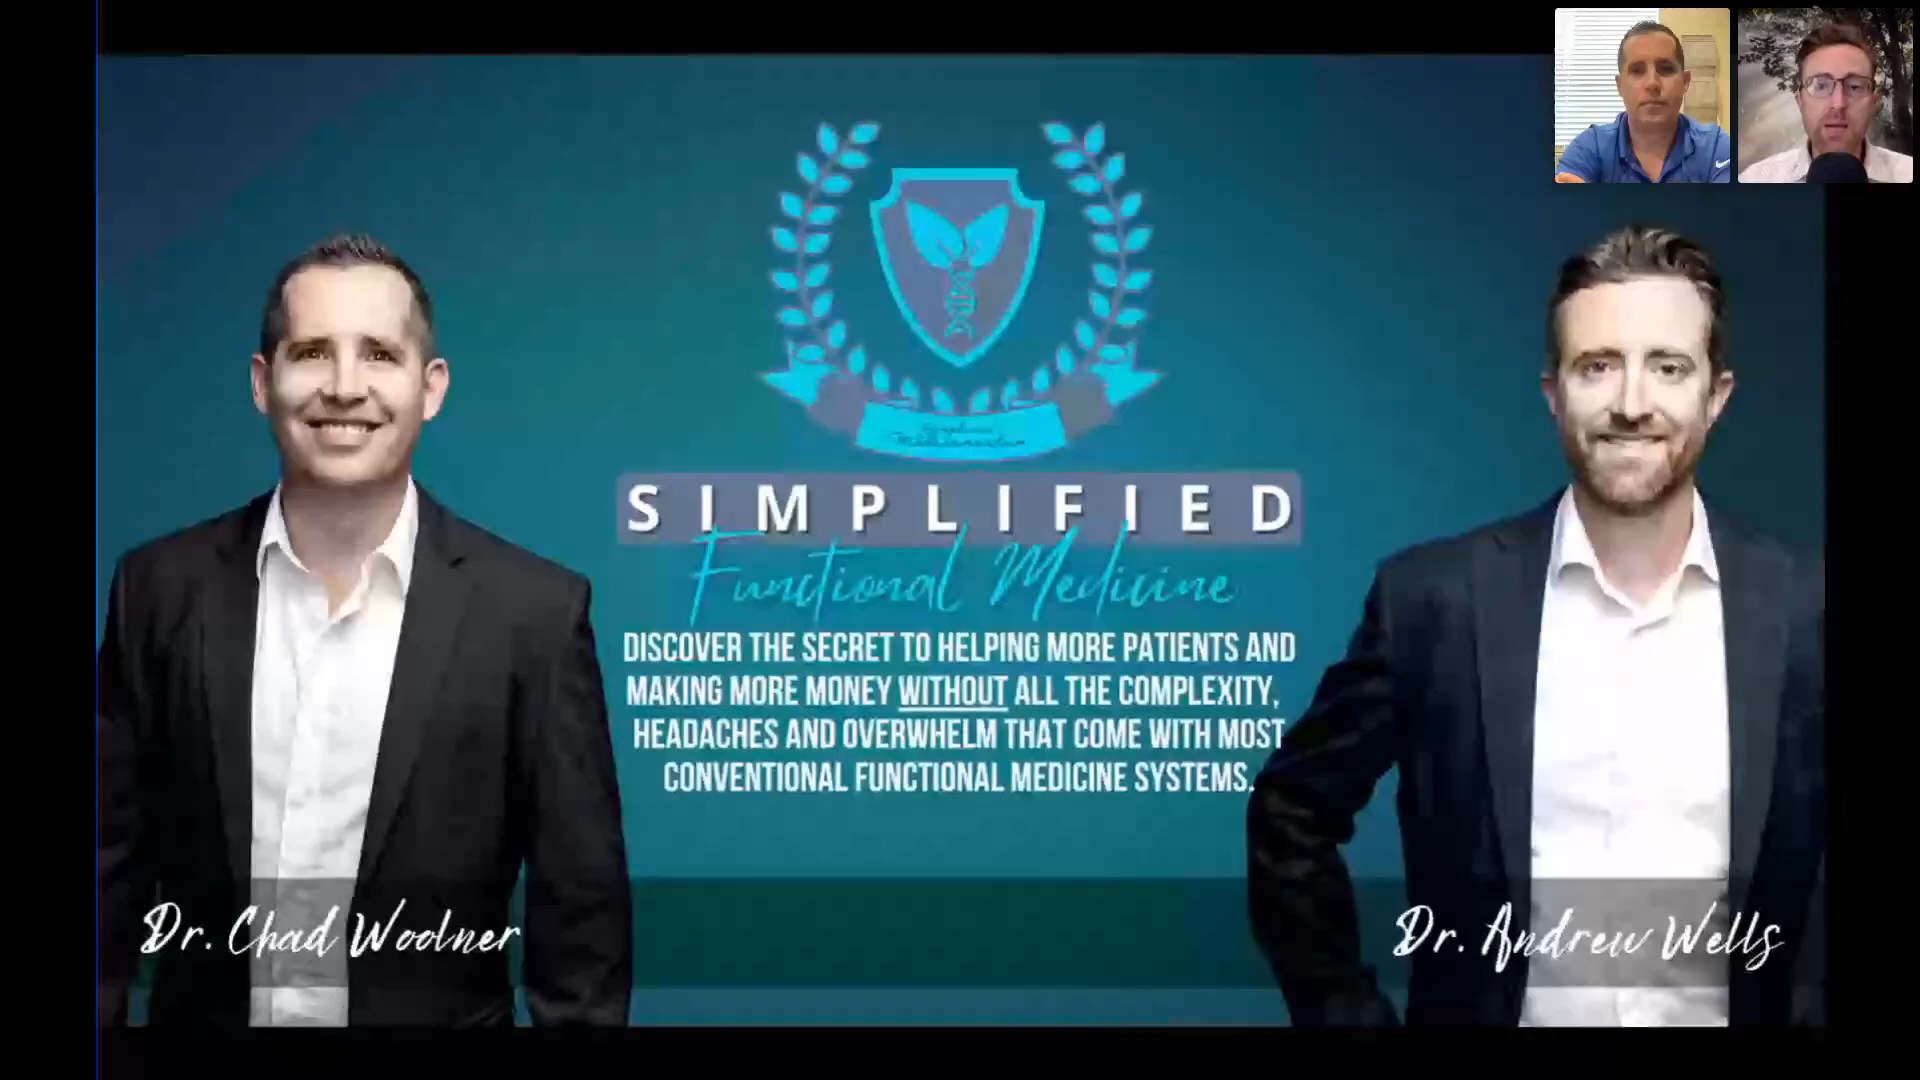 SIMPLIFIED
Functional Medicine
DISCOVER THE SECRET TO HELPING MORE PATIENTS AND
MAKING MORE MONEY WITHOUT ALL THE COMPLEXITY,
HEADACHES AND OVERWHELM THAT COME WITH MOST
CONVENTIONAL FUNCTIONAL MEDICINE SYSTEMS.
Dr. Chad Woolner
Dr. Andrew Wells